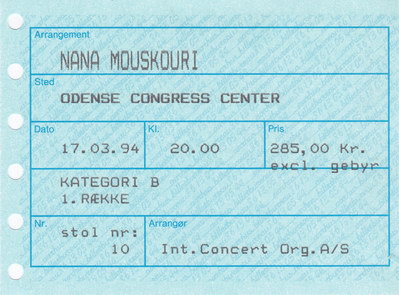 Arrangement
NANA MOUSKOURI
Sted
ODENSE CONGRESS CENTER
Dato Kl. Pris
17.03.94 20.00 285,00 Kr.
excl. gebyr
KATEGORI B
1.RÆKKE
Nr. Arrangør
stol nr:
10 Int.Concert Org.A/S